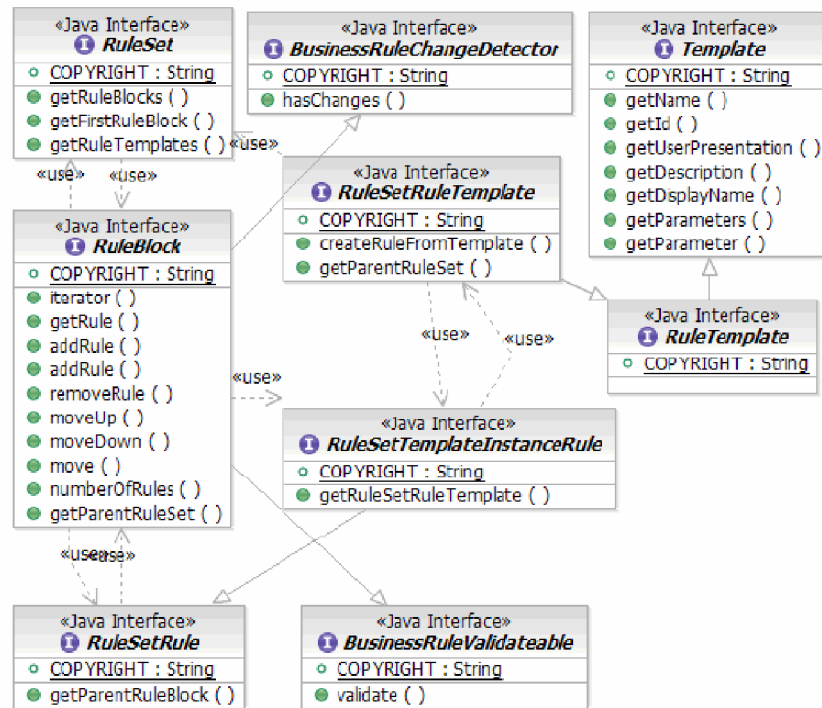 «Java Interface»
RuleSet
COPYRIGHT : String
getRuleBlocks ( )
getFirstRuleBlock ( )
getRuleTemplates ( )
«Java Interface»
BusinessRuleChangeDetector
COPYRIGHT : String
hasChanges ( )
«Java Interface»
Template
COPYRIGHT : String
getName ( )
getId ( )
getUserPresentation ( )
getDescription ( )
getDisplayName ( )
getParameters ( )
getParameter ( )
«use»
«use»
«use»
«Java Interface»
RuleSetRuleTemplate
COPYRIGHT : String
createRuleFromTemplate ( )
getParentRuleSet ( )
«Java Interface»
RuleBlock
COPYRIGHT : String
iterator ( )
getRule ( )
addRule ( )
addRule ( )
removeRule ( )
moveUp ( )
moveDown ( )
move ( )
numberOfRules ( )
getParentRuleSet ( )
«Java Interface»
RuleTemplate
COPYRIGHT : String
«use»
«use»
«use»
«Java Interface»
RuleSetTemplateInstanceRule
COPYRIGHT : String
getRuleSetRuleTemplate ( )
«use»
«use»
«Java Interface»
RuleSetRule
COPYRIGHT : String
getParentRuleBlock ( )
«Java Interface»
BusinessRuleValidateable
COPYRIGHT : String
validate ( )